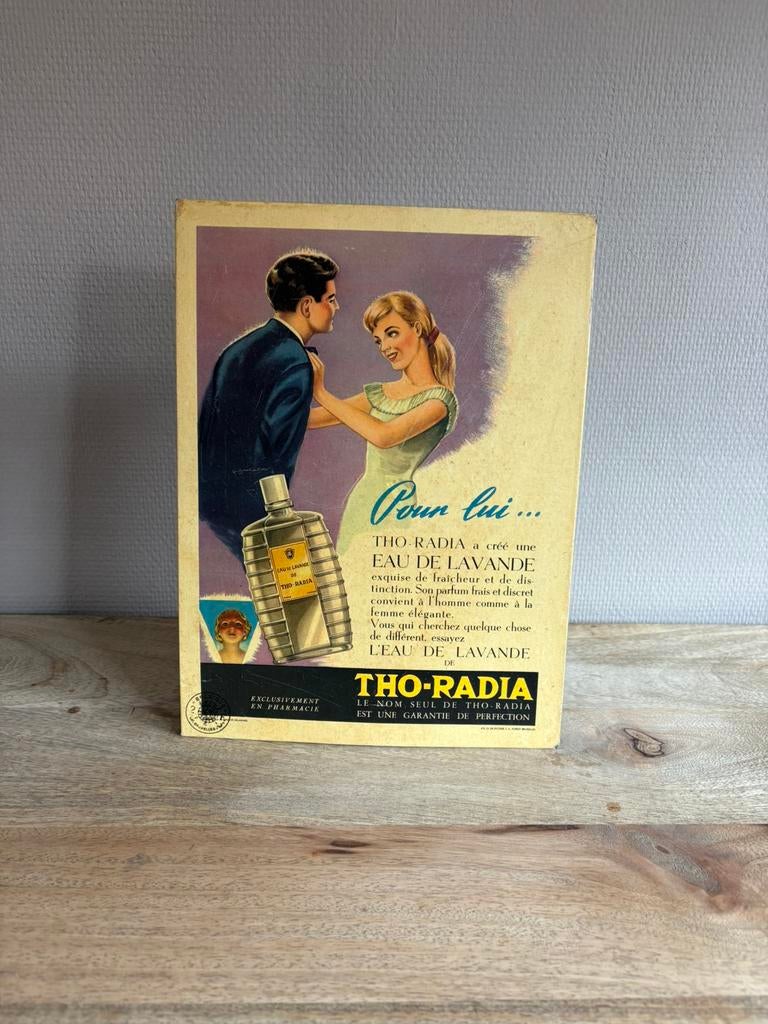 Pour lui...
THO-RADIA a créé une
EAU DE LAVANDE
exquise de fraîcheur et de dis-
tinction. Son parfum frais et discret
convient à l'homme comme à la
femme élégante.
Vous qui cherchez quelque chose
de différent, essayez
L'EAU DE LAVANDE
DE
THO-RADIA
LE NOM SEUL DE THO-RADIA
EST UNE GARANTIE DE PERFECTION
EXCLUSIVEMENT
EN PHARMACIE
EAU DE LAVANDE
DE
THO-RADIA